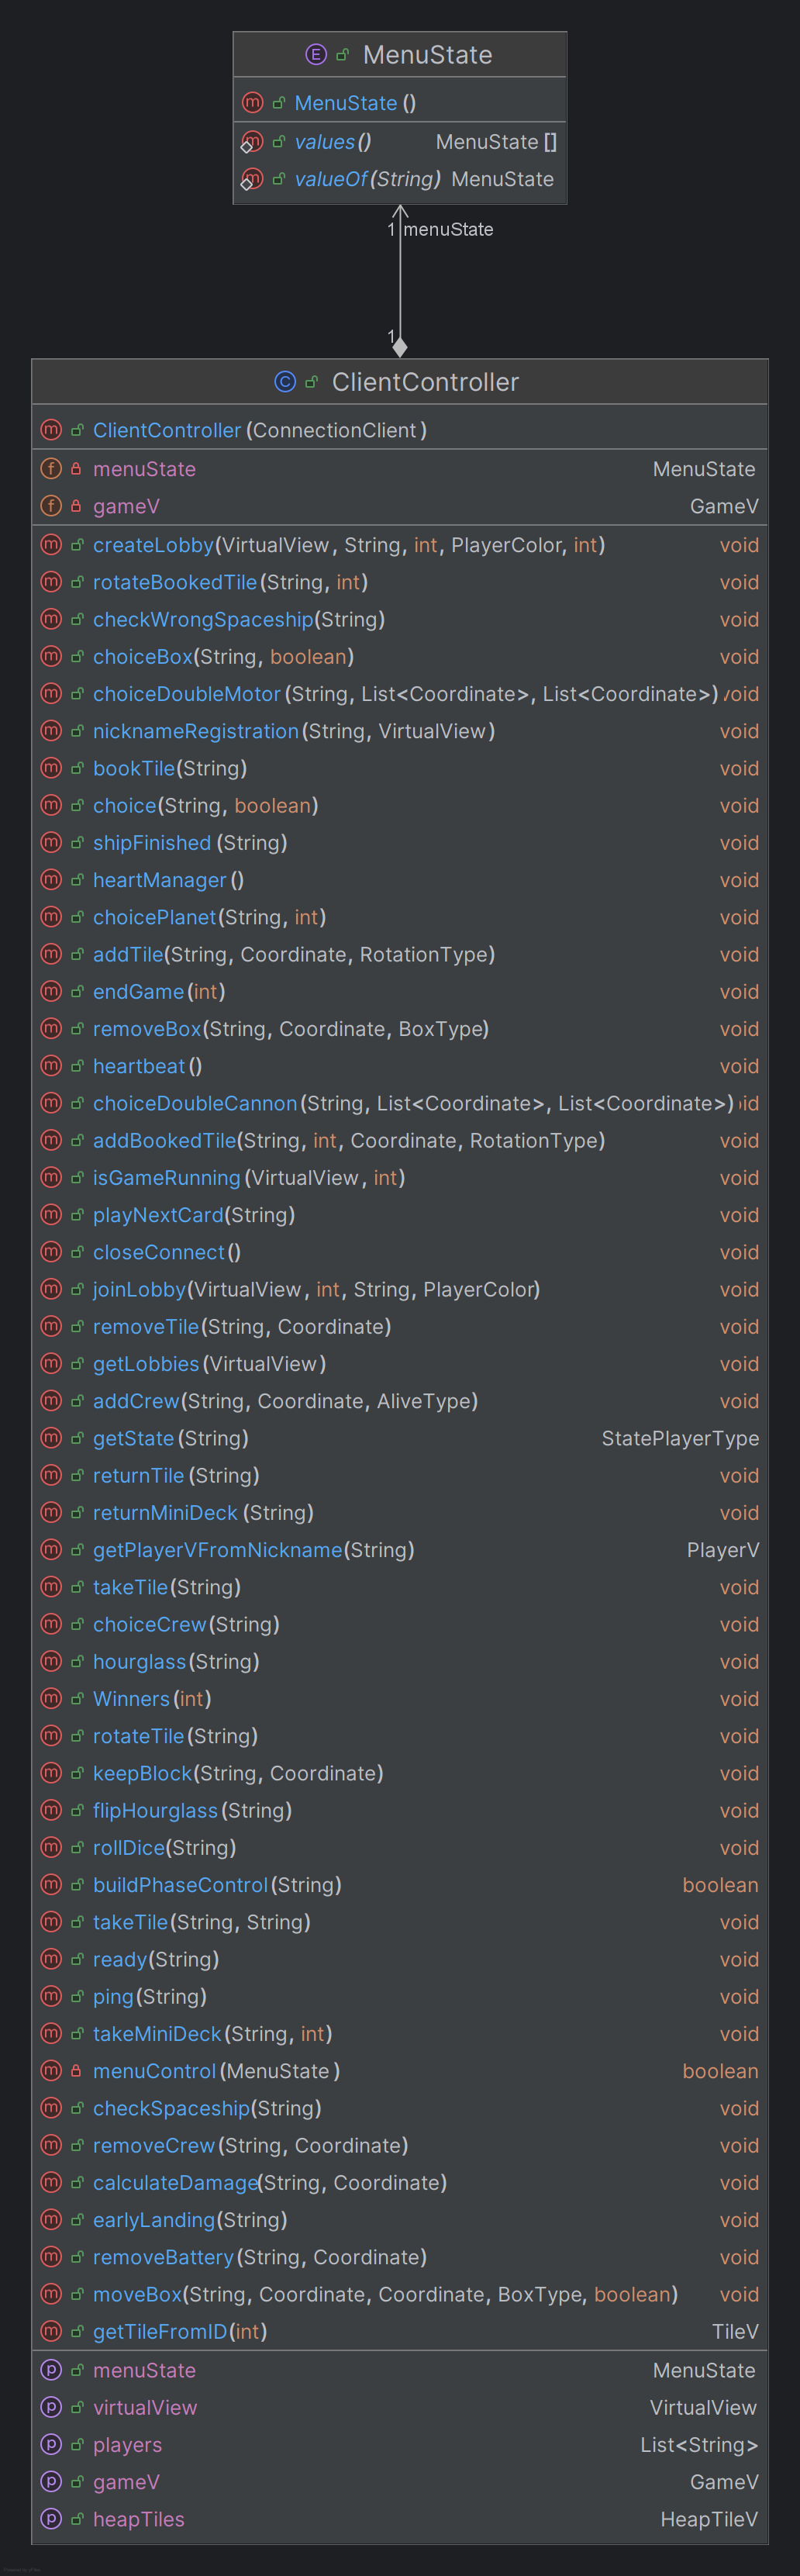 E MenuState
m MenuState()
m values() MenuState[]
m valueOf(String) MenuState
1 menuState
1
C ClientController
m ClientController(ConnectionClient)
f menuState MenuState
f gameV GameV
m createLobby(VirtualView, String, int, PlayerColor, int) void
m rotateBookedTile(String, int) void
m checkWrongSpaceship(String) void
m choiceBox(String, boolean) void
m choiceDoubleMotor(String, List<Coordinate>, List<Coordinate>) void
m nicknameRegistration(String, VirtualView) void
m bookTile(String) void
m choice(String, boolean) void
m shipFinished(String) void
m heartManager() void
m choicePlanet(String, int) void
m addTile(String, Coordinate, RotationType) void
m endGame(int) void
m removeBox(String, Coordinate, BoxType) void
m heartbeat() void
m choiceDoubleCannon(String, List<Coordinate>, List<Coordinate>) id
m addBookedTile(String, int, Coordinate, RotationType) void
m isGameRunning(VirtualView, int) void
m playNextCard(String) void
m closeConnect() void
m joinLobby(VirtualView, int, String, PlayerColor) void
m removeTile(String, Coordinate) void
m getLobbies(VirtualView) void
m addCrew(String, Coordinate, AliveType) void
m getState(String) StatePlayerType
m returnTile(String) void
m returnMiniDeck(String) void
m getPlayerVFromNickname(String) PlayerV
m takeTile(String) void
m choiceCrew(String) void
m hourglass(String) void
m Winners(int) void
m rotateTile(String) void
m keepBlock(String, Coordinate) void
m flipHourglass(String) void
m rollDice(String) void
m buildPhaseControl(String) boolean
m takeTile(String, String) void
m ready(String) void
m ping(String) void
m takeMiniDeck(String, int) void
m menuControl(MenuState) boolean
m checkSpaceship(String) void
m removeCrew(String, Coordinate) void
m calculateDamage(String, Coordinate) void
m earlyLanding(String) void
m removeBattery(String, Coordinate) void
m moveBox(String, Coordinate, Coordinate, BoxType, boolean) void
m getTileFromID(int) TileV
p menuState MenuState
p virtualView VirtualView
p players List<String>
p gameV GameV
p heapTiles HeapTileV